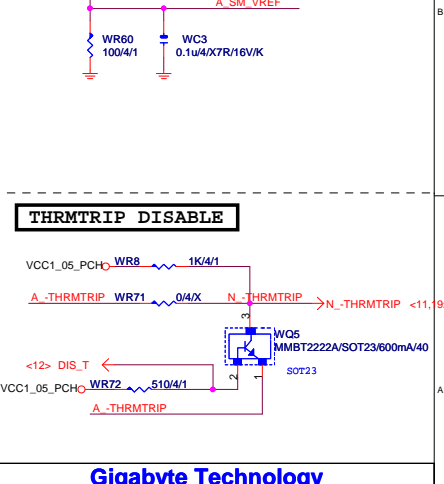 A_SM_VREF
B
WR60
100/4/1
WC3
0.1u/4/X7R/16V/K
THRMTRIP DISABLE
VCC1_05_PCH WR8 1K/4/1
A_-THRMTRIP WR71 0/4/X N_-THRMTRIP N_-THRMTRIP <11,19
3
WQ5
MMBT2222A/SOT23/600mA/40
SOT23
<12> DIS_T
2 1
VCC1_05_PCH WR72 510/4/1
A
A_-THRMTRIP
Gigabyte Technology